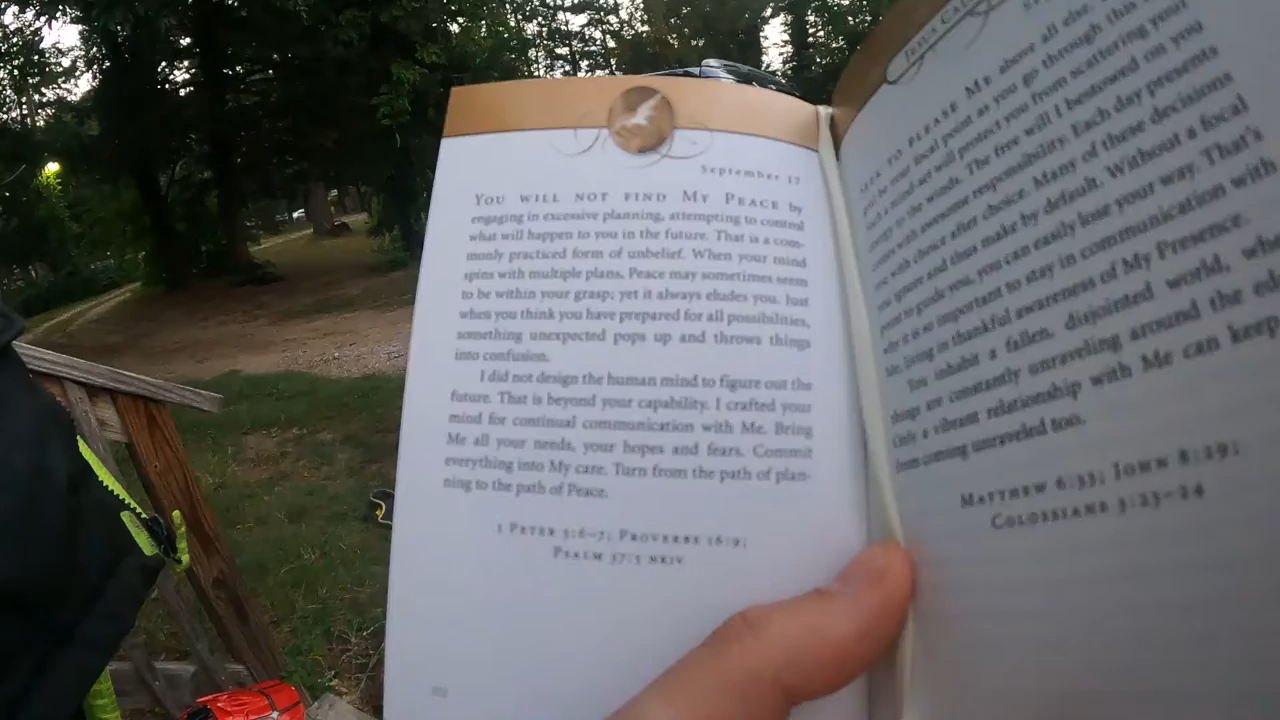 September 17
YOU WILL NOT FIND MY PEACE by
engaging in excessive planning, attempting to control
what will happen to you in the future. That is a com-
monly practiced form of unbelief. When your mind
spins with multiple plans, Peace may sometimes seem
to be within your grasp; yet it always eludes you. Just
when you think you have prepared for all possibilities,
something unexpected pops up and throws things
into confusion.
I did not design the human mind to figure out the
future. That is beyond your capability. I crafted your
mind for continual communication with Me. Bring
Me all your needs, your hopes and fears. Commit
everything into My care. Turn from the path of plan-
ning to the path of Peace.
1 PETER 5:6–7; PROVERBS 16:9;
PSALM 37:5 NKJV
TO PLEASE ME above all else.
be your focal point as you go through this
such a mind-set will protect you from scattering your
energy to the winds. The free will I bestowed on you
comes with awesome responsibility. Each day presents
you with choice after choice. Many of these decisions
you ignore and thus make by default. Without a focal
point to guide you, you can easily lose your way. That's
why it is so important to stay in communication with
Me, living in thankful awareness of My Presence.
You inhabit a fallen, disjointed world, where
things are constantly unraveling around the
Only a vibrant relationship with Me can keep
from coming unraveled too.
MATTHEW 6:33; JOHN 8:29;
COLOSSIANS 3:23–24